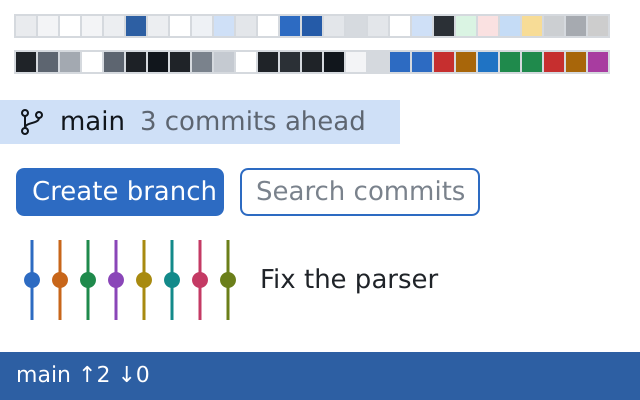 main 3 commits ahead
Create branch
Search commits
Fix the parser
main ↑2 ↓0